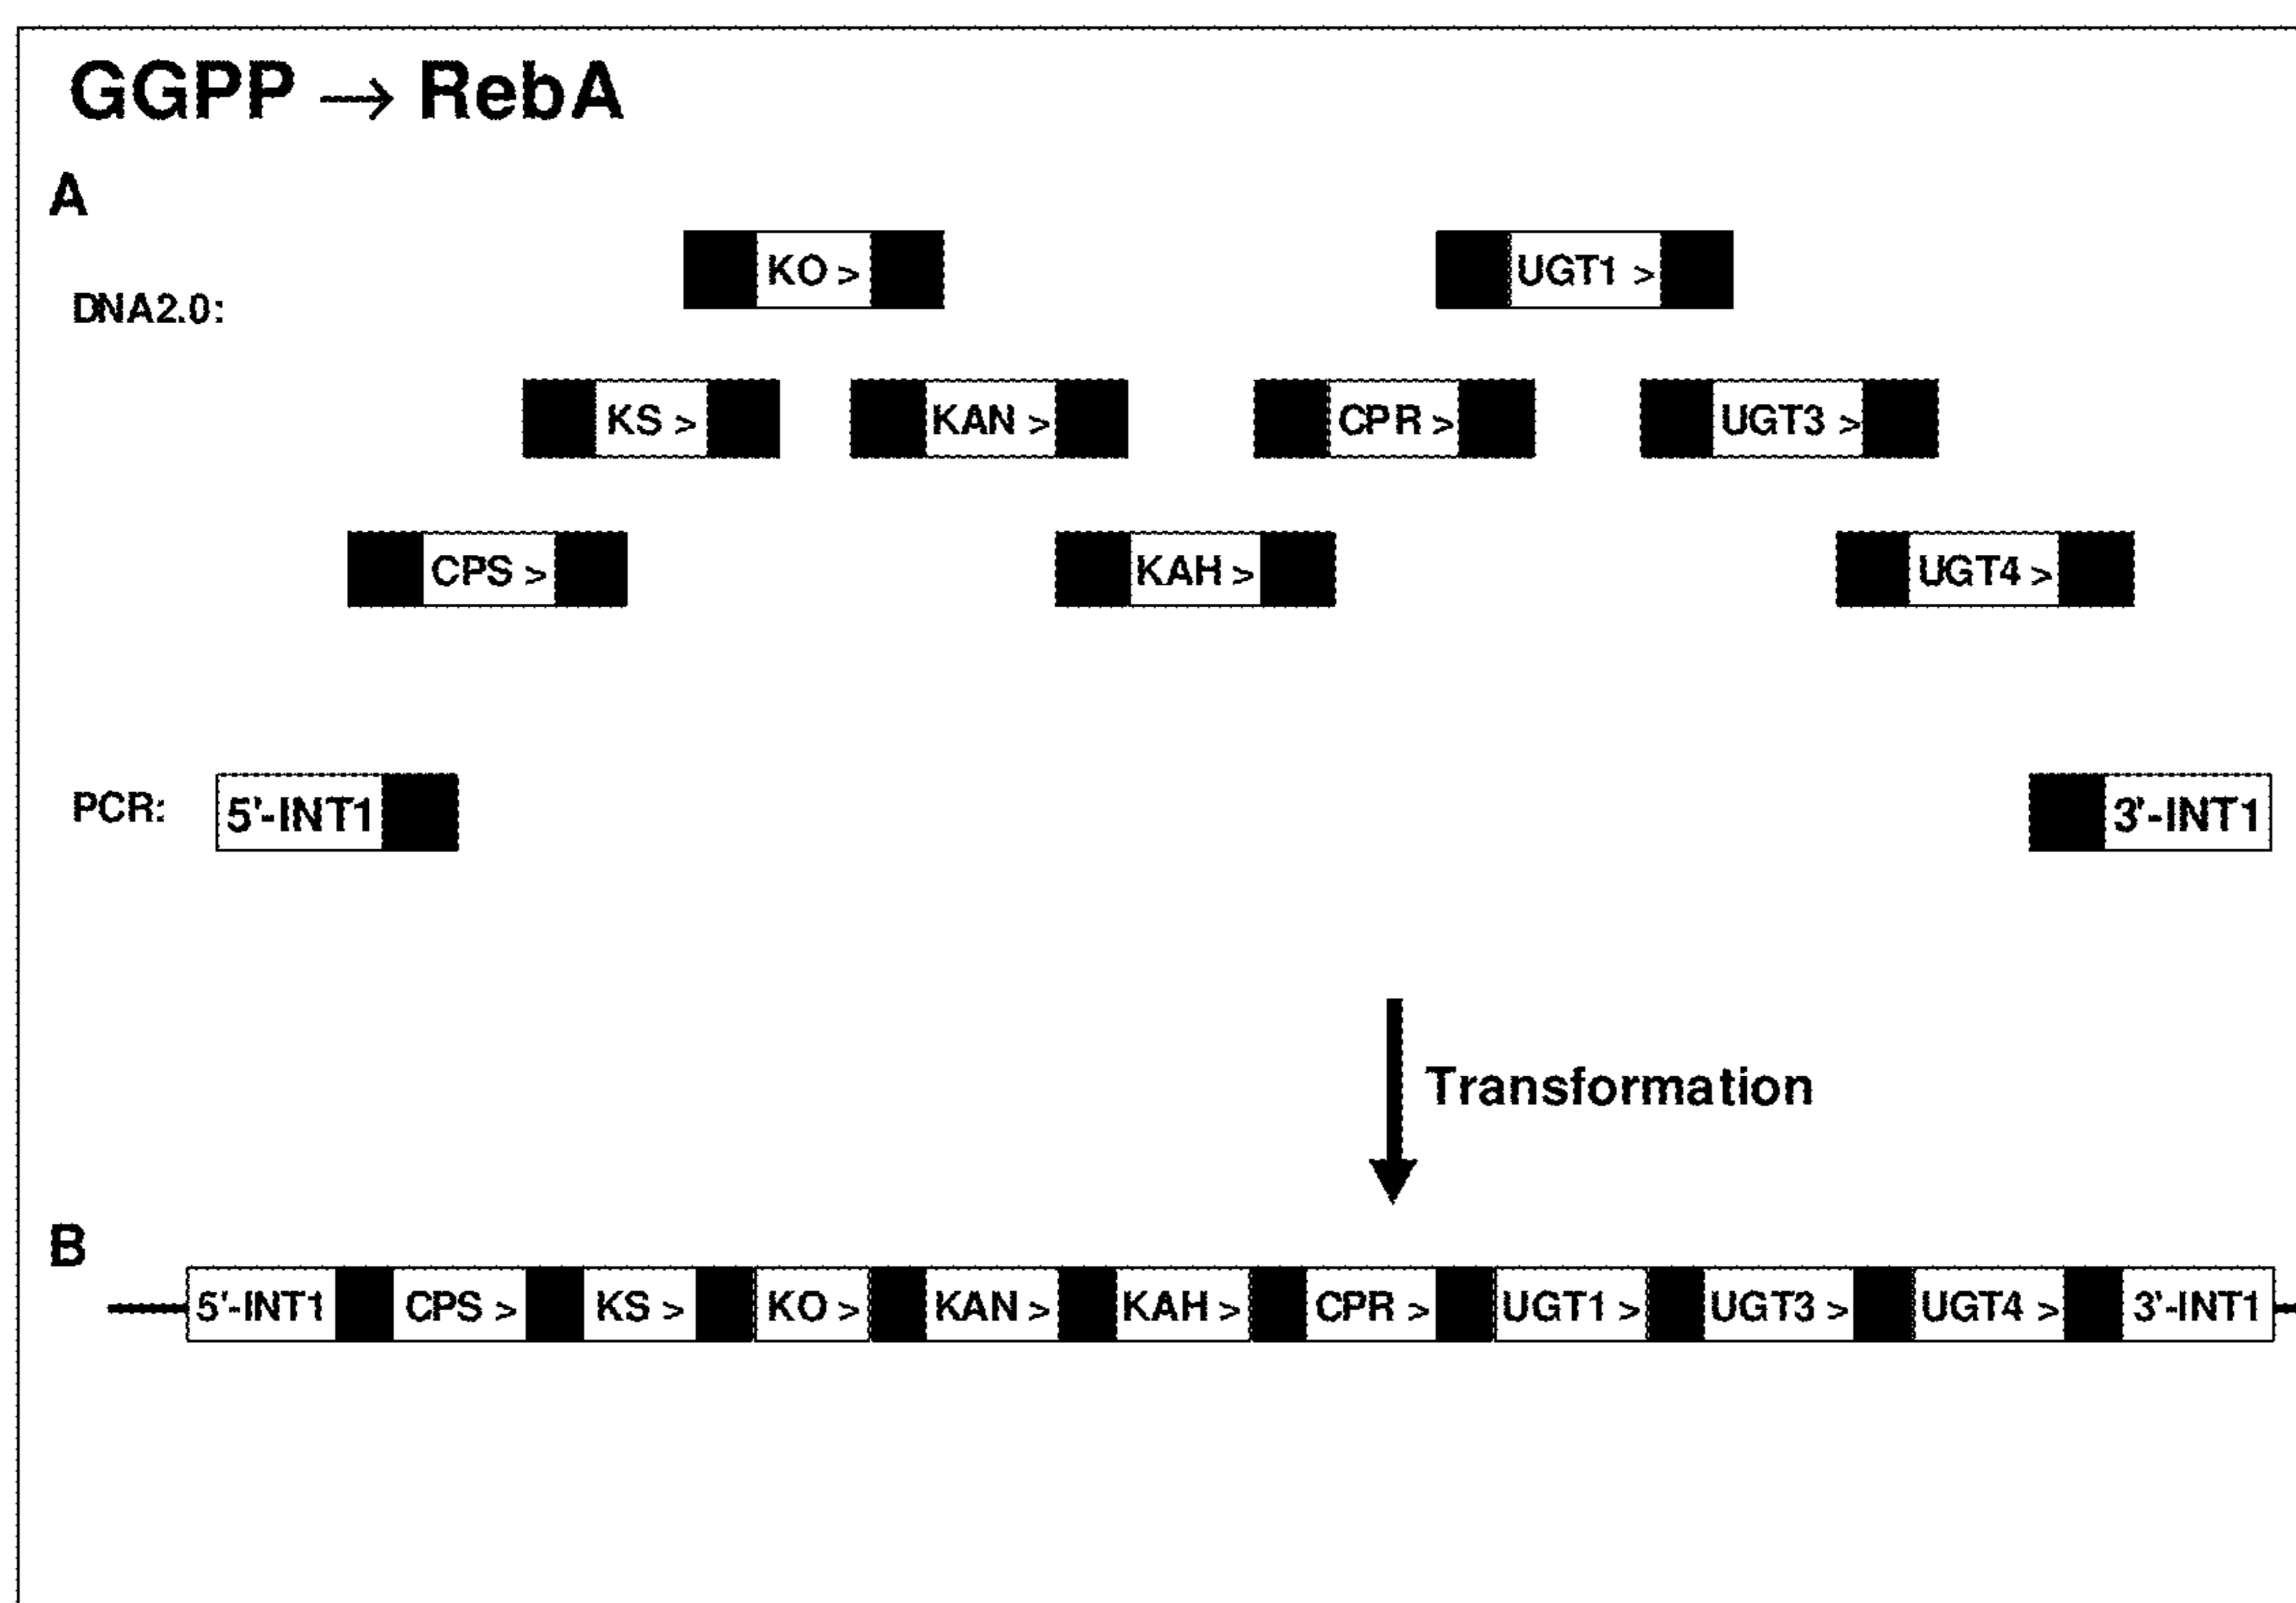 GGPP → RebA
A
KO > UGT1 >
DNA2.0:
KS > KAN > CPR > UGT3 >
CPS > KAH > UGT4 >
PCR: 5'-INT1 3'-INT1
Transformation
B
5'-INT1 CPS > KS > KO > KAN > KAH > CPR > UGT1 > UGT3 > UGT4 > 3'-INT1